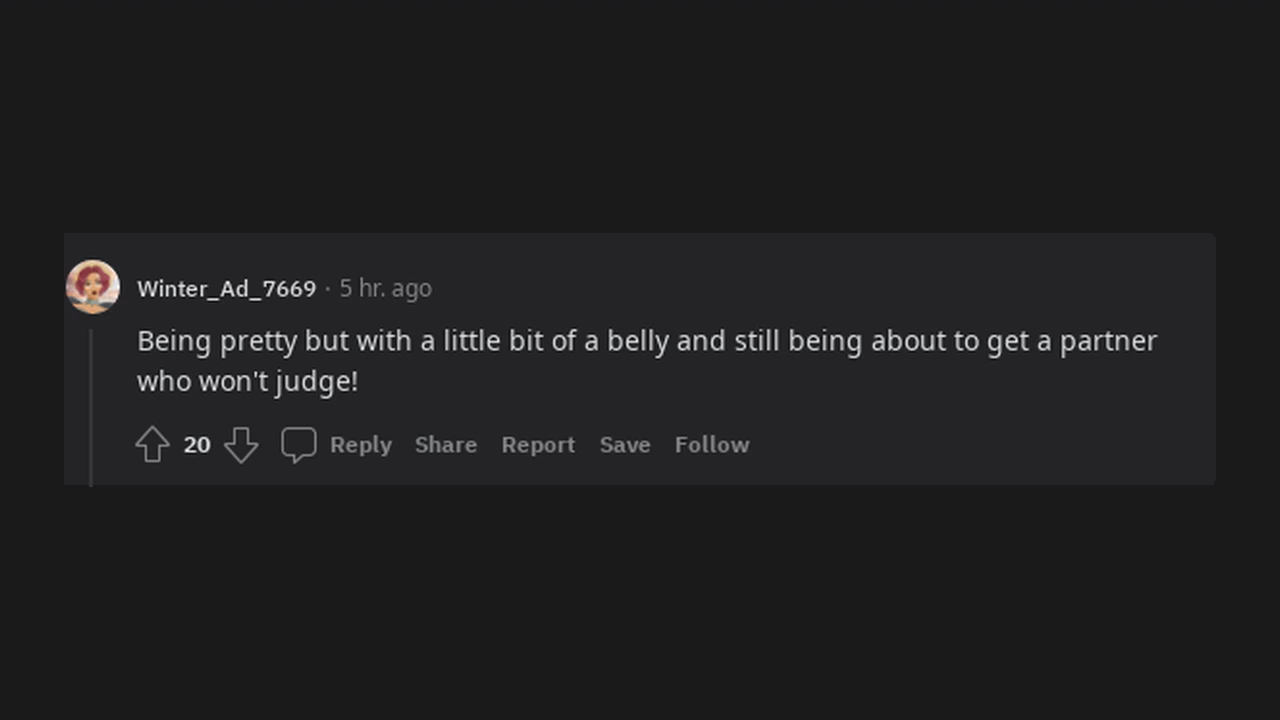 Winter_Ad_7669 · 5 hr. ago
Being pretty but with a little bit of a belly and still being about to get a partner
who won't judge!
20 Reply Share Report Save Follow